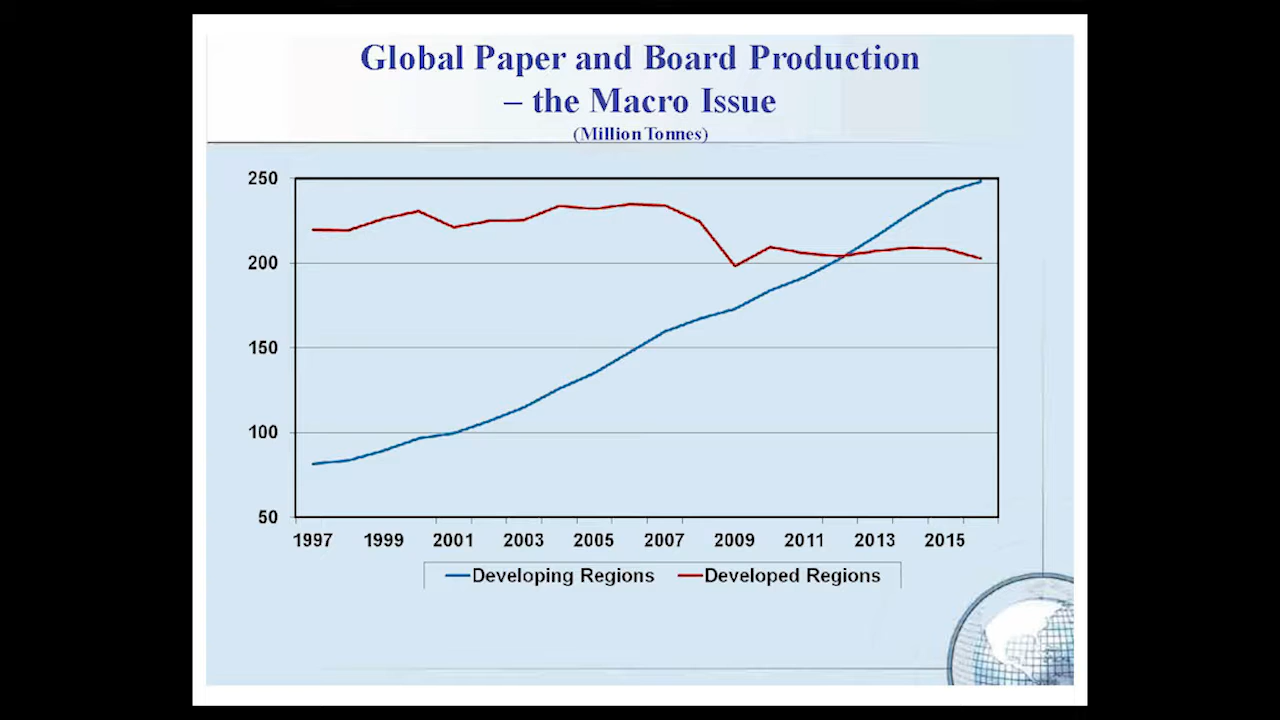 Global Paper and Board Production
– the Macro Issue
(Million Tonnes)
250
200
150
100
50
1997 1999 2001 2003 2005 2007 2009 2011 2013 2015
Developing Regions Developed Regions